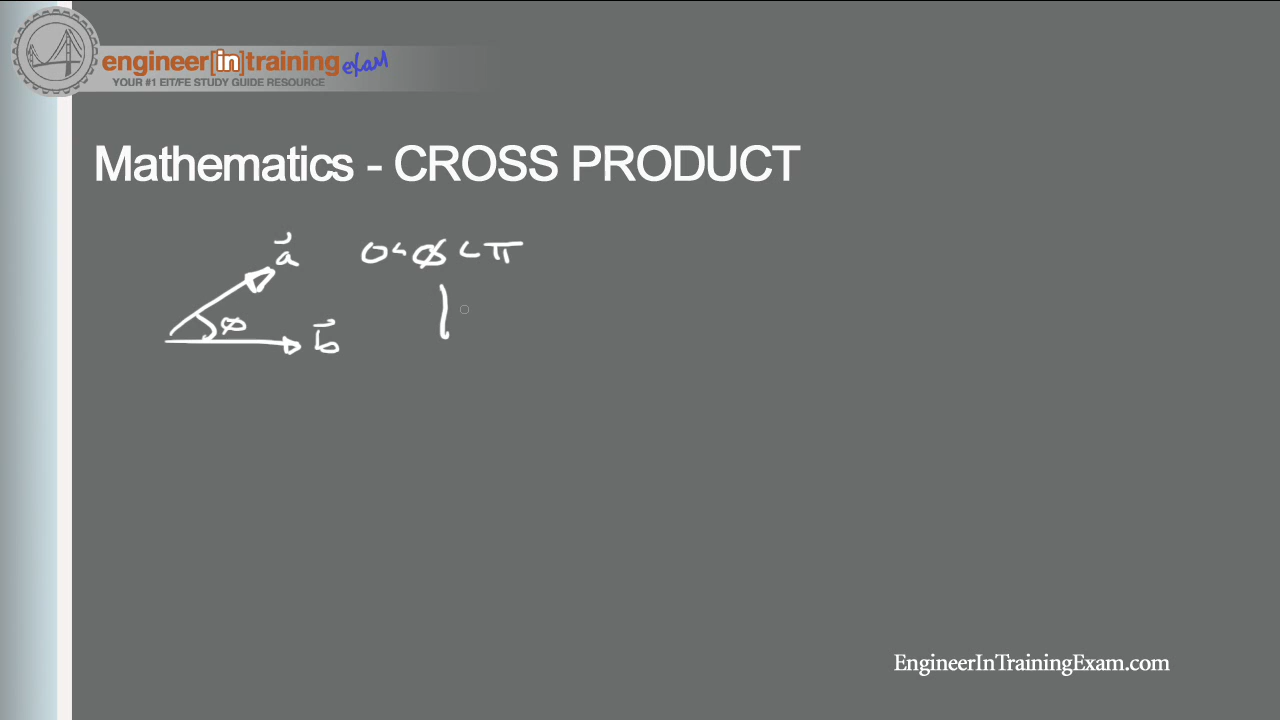 engineer[in]training exam
YOUR #1 EIT/FE STUDY GUIDE RESOURCE
Mathematics - CROSS PRODUCT
a⃗ 0<φ<π
φ
b⃗
|
EngineerInTrainingExam.com